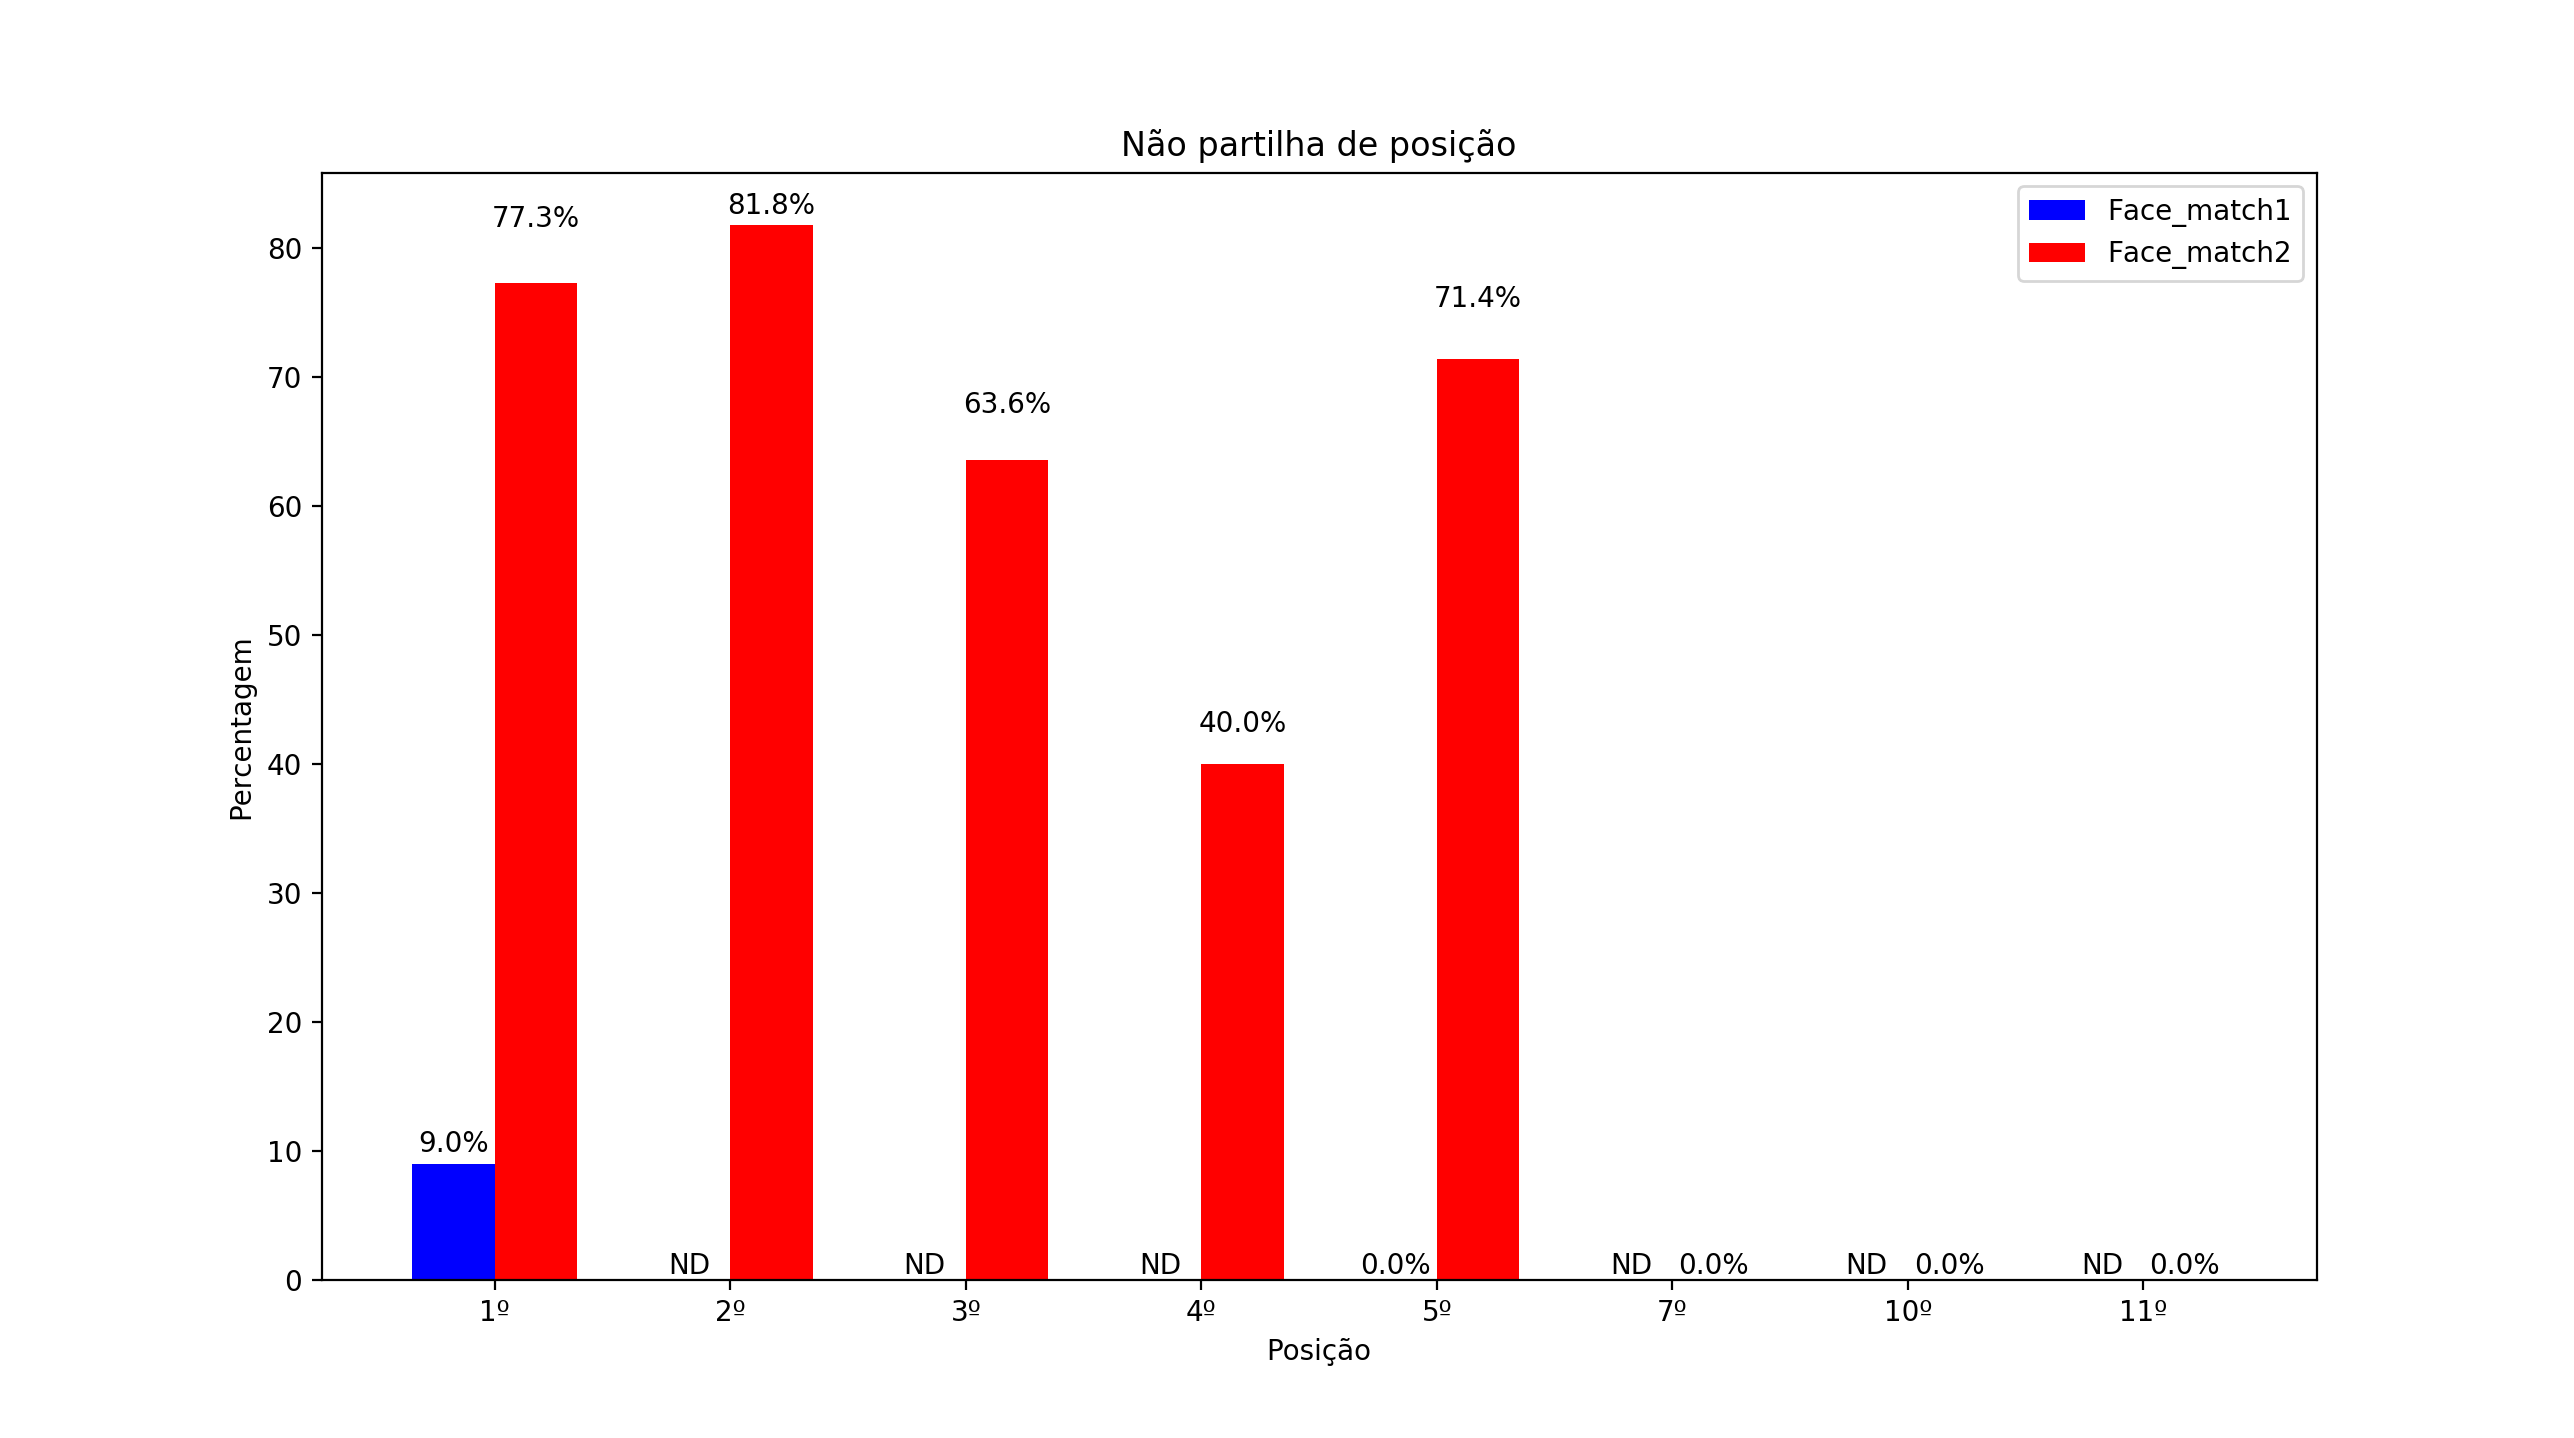 Não partilha de posição
Face_match1
Face_match2
77.3%
81.8%
63.6%
40.0%
71.4%
9.0%
ND
ND
ND
0.0%
ND
0.0%
ND
0.0%
ND
0.0%
80
70
60
50
40
30
20
10
0
Percentagem
1º
2º
3º
4º
5º
7º
10º
11º
Posição